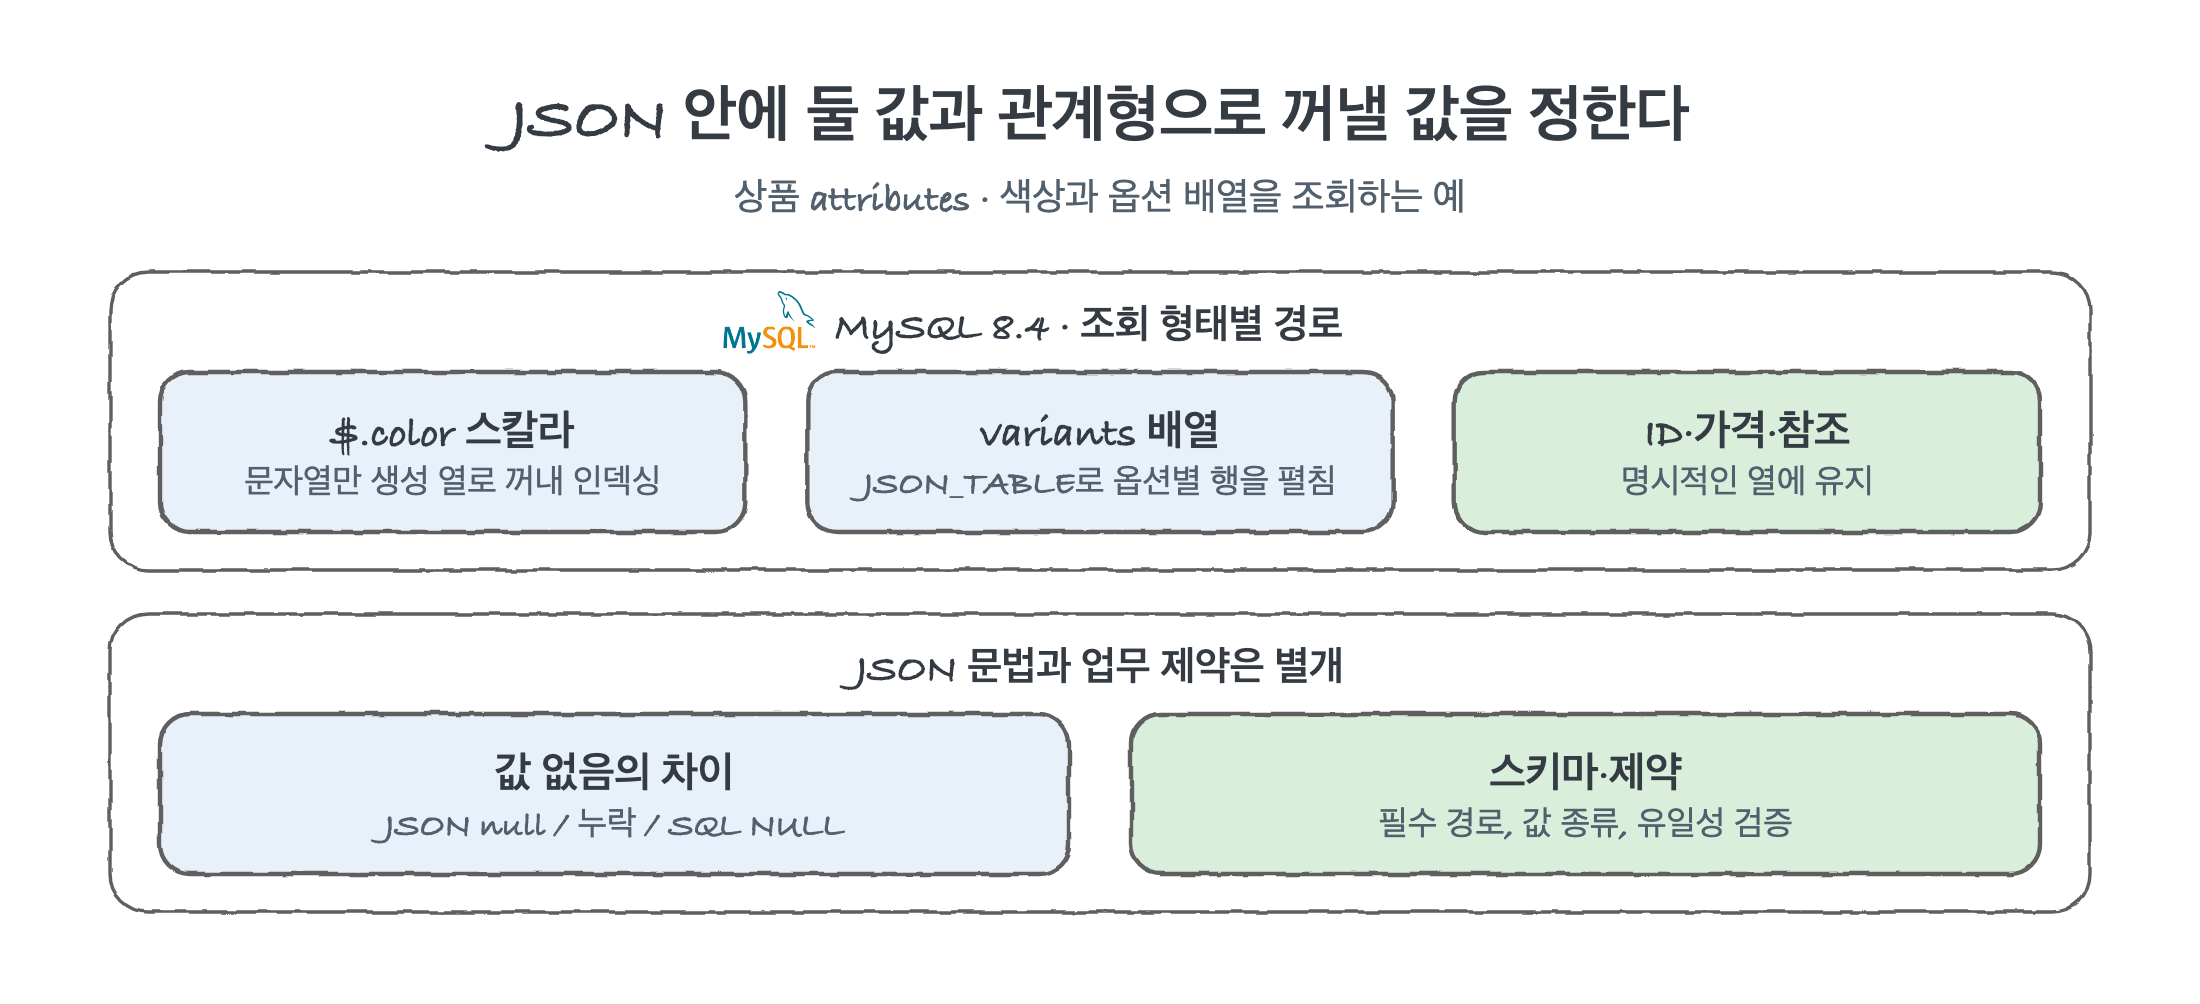 JSON 안에 둘 값과 관계형으로 꺼낼 값을 정한다
상품 attributes · 색상과 옵션 배열을 조회하는 예
MySQL™ MySQL 8.4 · 조회 형태별 경로
$.color 스칼라
문자열만 생성 열로 꺼내 인덱싱
variants 배열
JSON_TABLE로 옵션별 행을 펼침
ID·가격·참조
명시적인 열에 유지
JSON 문법과 업무 제약은 별개
값 없음의 차이
JSON null / 누락 / SQL NULL
스키마·제약
필수 경로, 값 종류, 유일성 검증